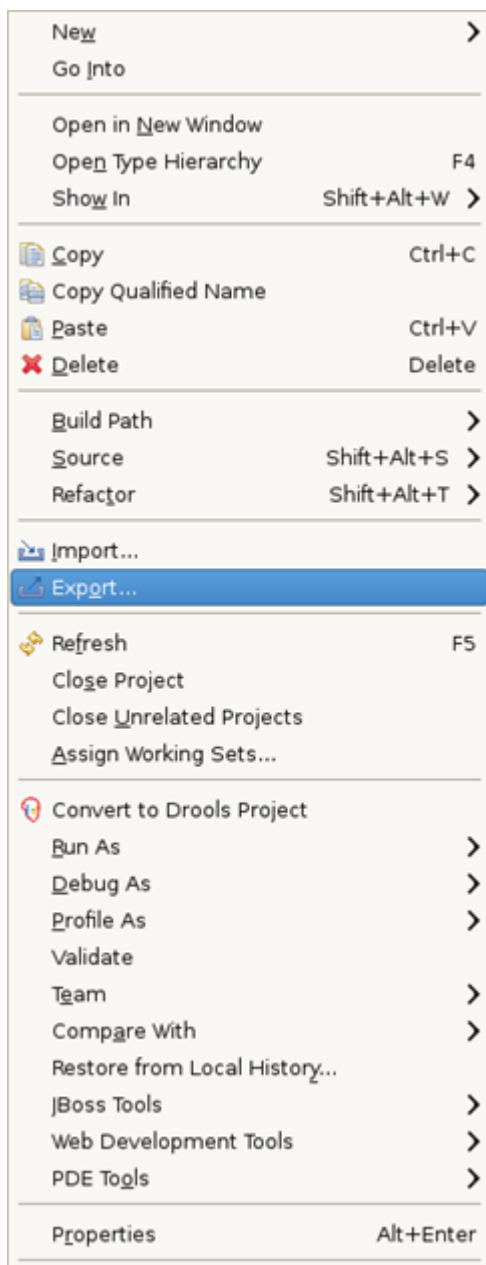 New
Go Into
Open in New Window
Open Type Hierarchy F4
Show In Shift+Alt+W
Copy Ctrl+C
Copy Qualified Name
Paste Ctrl+V
Delete Delete
Build Path
Source Shift+Alt+S
Refactor Shift+Alt+T
Import...
Export...
Refresh F5
Close Project
Close Unrelated Projects
Assign Working Sets...
Convert to Drools Project
Run As
Debug As
Profile As
Validate
Team
Compare With
Restore from Local History...
JBoss Tools
Web Development Tools
PDE Tools
Properties Alt+Enter